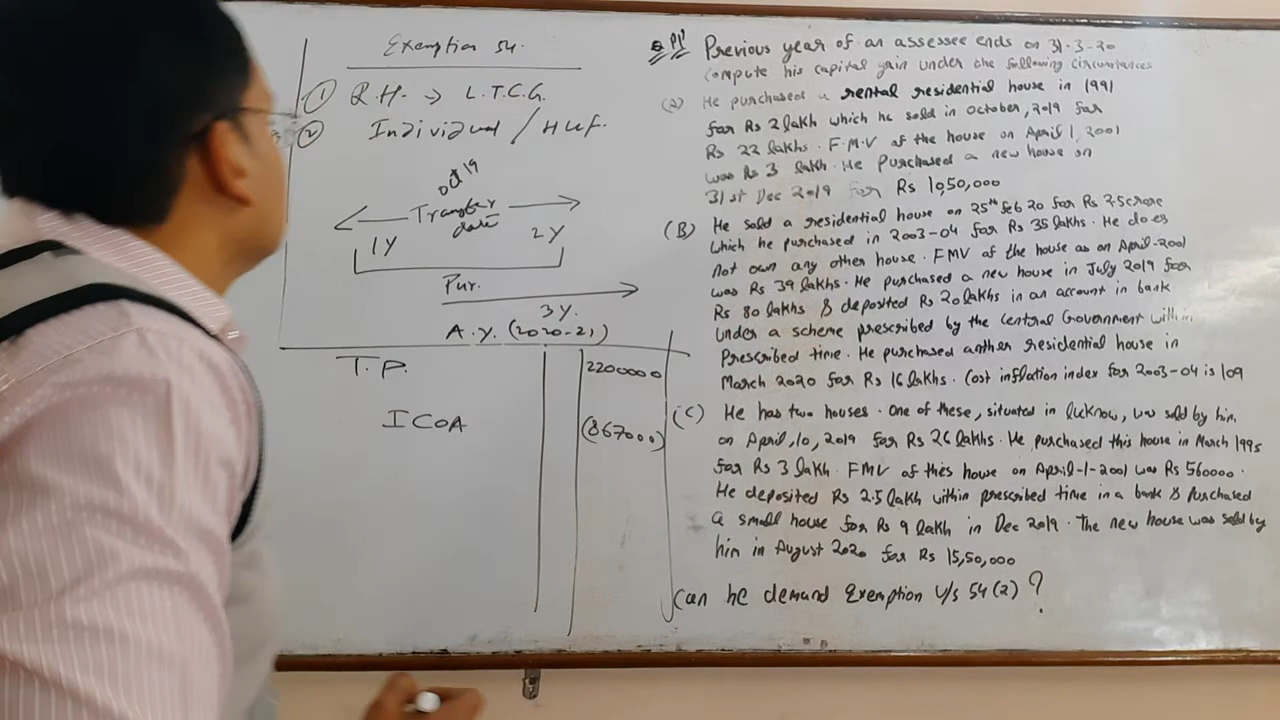 Exemption 54.
① R.H. → L.T.C.G.
② Individual / HUF.
Oct 19
Transfer date
1Y
2Y
Pur.
3Y.
A.y. (2020-21)
T.P.
2200000
ICOA
(867000)
Previous year of an assessee ends on 31-3-20
Compute his capital gain under the following circumstances
(A) He purchased a rental residential house in 1991
for Rs 2 lakh which he sold in October, 2019 for
Rs 22 lakhs. F.M.V of the house on April 1, 2001
was Rs 3 lakh. He purchased a new house on
31st Dec 2019 for Rs 10,50,000
(B) He sold a residential house on 25th feb 20 for Rs 2.5 crore
which he purchased in 2003-04 for Rs 35 lakhs. He does
not own any other house. FMV of the house as on April-2001
was Rs 39 lakhs. He purchased a new house in July 2019 for
Rs 80 lakhs & deposited Rs 20 lakhs in an account in bank
under a scheme prescribed by the Central Government within
Prescribed time. He purchased anther residential house in
March 2020 for Rs 16 lakhs. Cost inflation index for 2003-04 is 109
(C) He has two houses. One of these, situated in lucknow, was sold by him
on April, 10, 2019 for Rs 26 lakhs. He purchased this house in March 1995
for Rs 3 lakh. FMV of this house on April-1-2001 was Rs 560000.
He deposited Rs 2.5 lakh within prescribed time in a bank & purchased
a small house for Rs 9 lakh in Dec 2019. The new house was sold by
him in August 2020 for Rs 15,50,000
Can he demand Exemption U/s 54(2) ?